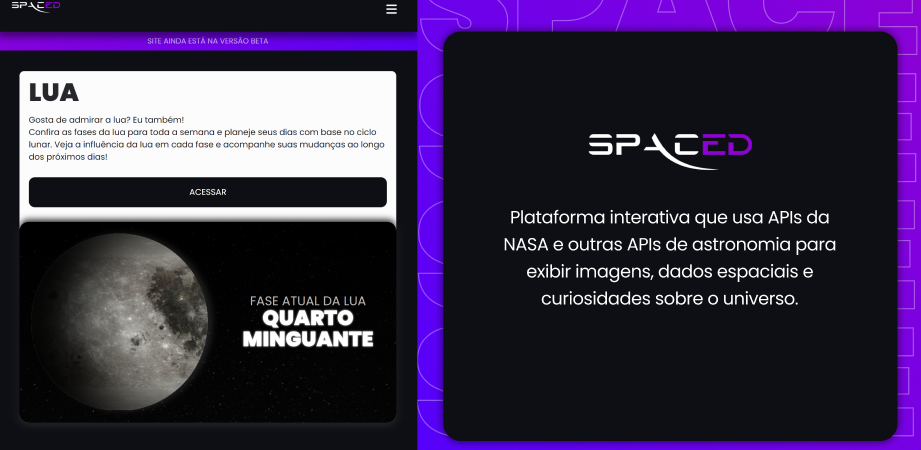 SPACED
SITE AINDA ESTÁ NA VERSÃO BETA
LUA
Gosta de admirar a lua? Eu também!
Confira as fases da lua para toda a semana e planeje seus dias com base no ciclo
lunar. Veja a influência da lua em cada fase e acompanhe suas mudanças ao longo
dos próximos dias!
ACESSAR
FASE ATUAL DA LUA
QUARTO
MINGUANTE
SPACE
SPACED
Plataforma interativa que usa APIs da
NASA e outras APIs de astronomia para
exibir imagens, dados espaciais e
curiosidades sobre o universo.